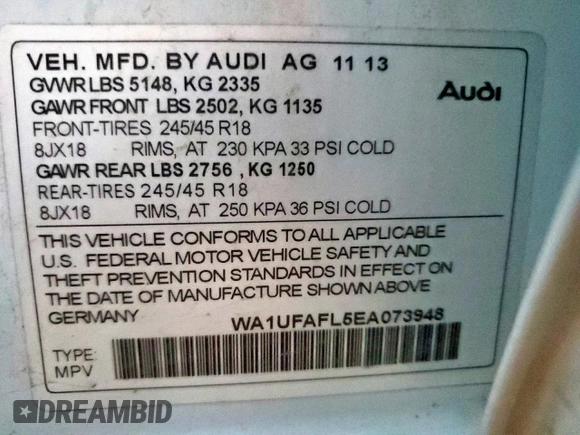 VEH. MFD. BY AUDI AG 11 13
GVWR LBS 5148, KG 2335
Audi
GAWR FRONT LBS 2502, KG 1135
FRONT-TIRES 245/45 R18
8JX18 RIMS, AT 230 KPA 33 PSI COLD
GAWR REAR LBS 2756 , KG 1250
REAR-TIRES 245/45 R18
8JX18 RIMS, AT 250 KPA 36 PSI COLD
THIS VEHICLE CONFORMS TO ALL APPLICABLE
U.S. FEDERAL MOTOR VEHICLE SAFETY AND
THEFT PREVENTION STANDARDS IN EFFECT ON
THE DATE OF MANUFACTURE SHOWN ABOVE
GERMANY WA1UFAFL5EA073948
TYPE:
MPV
DREAMBID